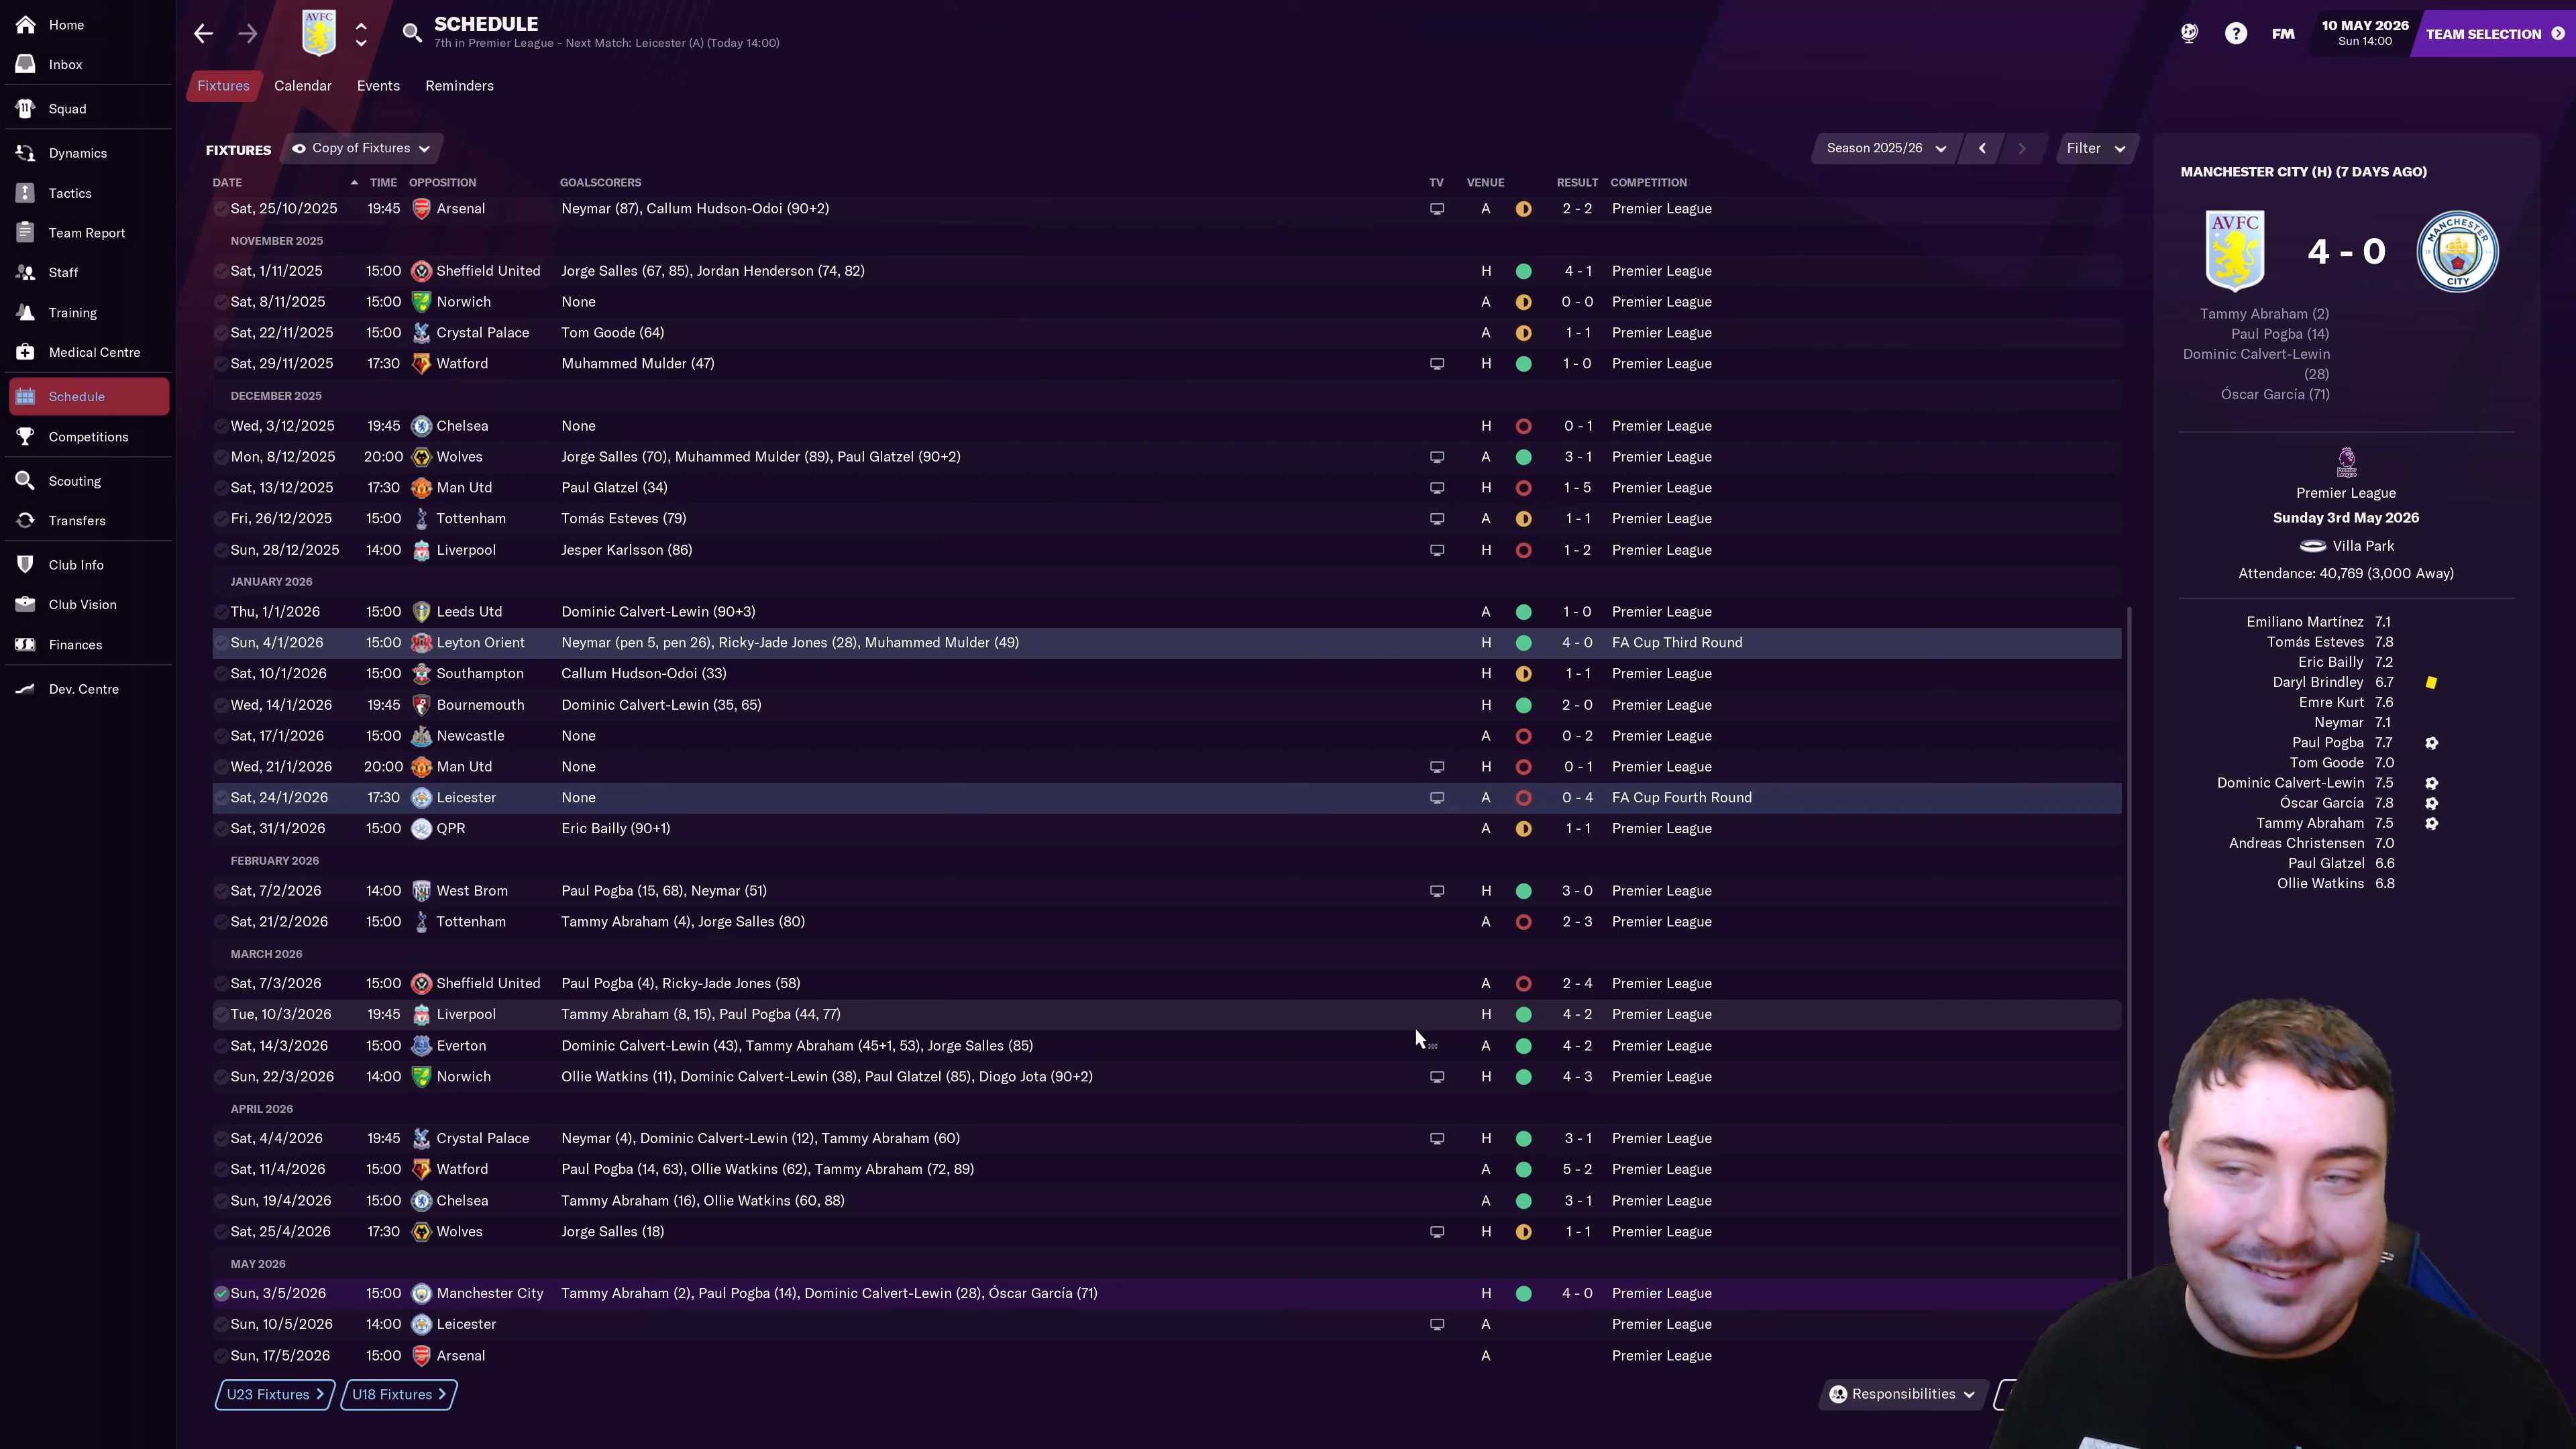 Home
Inbox
Squad
Dynamics
Tactics
Team Report
Staff
Training
Medical Centre
Schedule
Competitions
Scouting
Transfers
Club Info
Club Vision
Finances
Dev. Centre
AVFC
SCHEDULE
7th in Premier League - Next Match: Leicester (A) (Today 14:00)
? FM
10 MAY 2026
Sun 14:00
TEAM SELECTION
Fixtures Calendar Events Reminders
FIXTURES Copy of Fixtures
Season 2025/26 Filter
DATE TIME OPPOSITION GOALSCORERS TV VENUE RESULT COMPETITION
Sat, 25/10/2025 19:45 Arsenal Neymar (87), Callum Hudson-Odoi (90+2) A 2 - 2 Premier League
NOVEMBER 2025
Sat, 1/11/2025 15:00 Sheffield United Jorge Salles (67, 85), Jordan Henderson (74, 82) H 4 - 1 Premier League
Sat, 8/11/2025 15:00 Norwich None A 0 - 0 Premier League
Sat, 22/11/2025 15:00 Crystal Palace Tom Goode (64) A 1 - 1 Premier League
Sat, 29/11/2025 17:30 Watford Muhammed Mulder (47) H 1 - 0 Premier League
DECEMBER 2025
Wed, 3/12/2025 19:45 Chelsea None H 0 - 1 Premier League
Mon, 8/12/2025 20:00 Wolves Jorge Salles (70), Muhammed Mulder (89), Paul Glatzel (90+2) A 3 - 1 Premier League
Sat, 13/12/2025 17:30 Man Utd Paul Glatzel (34) H 1 - 5 Premier League
Fri, 26/12/2025 15:00 Tottenham Tomás Esteves (79) A 1 - 1 Premier League
Sun, 28/12/2025 14:00 Liverpool Jesper Karlsson (86) H 1 - 2 Premier League
JANUARY 2026
Thu, 1/1/2026 15:00 Leeds Utd Dominic Calvert-Lewin (90+3) A 1 - 0 Premier League
Sun, 4/1/2026 15:00 Leyton Orient Neymar (pen 5, pen 26), Ricky-Jade Jones (28), Muhammed Mulder (49) H 4 - 0 FA Cup Third Round
Sat, 10/1/2026 15:00 Southampton Callum Hudson-Odoi (33) H 1 - 1 Premier League
Wed, 14/1/2026 19:45 Bournemouth Dominic Calvert-Lewin (35, 65) H 2 - 0 Premier League
Sat, 17/1/2026 15:00 Newcastle None A 0 - 2 Premier League
Wed, 21/1/2026 20:00 Man Utd None H 0 - 1 Premier League
Sat, 24/1/2026 17:30 Leicester None A 0 - 4 FA Cup Fourth Round
Sat, 31/1/2026 15:00 QPR Eric Bailly (90+1) A 1 - 1 Premier League
FEBRUARY 2026
Sat, 7/2/2026 14:00 West Brom Paul Pogba (15, 68), Neymar (51) H 3 - 0 Premier League
Sat, 21/2/2026 15:00 Tottenham Tammy Abraham (4), Jorge Salles (80) A 2 - 3 Premier League
MARCH 2026
Sat, 7/3/2026 15:00 Sheffield United Paul Pogba (4), Ricky-Jade Jones (58) A 2 - 4 Premier League
Tue, 10/3/2026 19:45 Liverpool Tammy Abraham (8, 15), Paul Pogba (44, 77) H 4 - 2 Premier League
Sat, 14/3/2026 15:00 Everton Dominic Calvert-Lewin (43), Tammy Abraham (45+1, 53), Jorge Salles (85) A 4 - 2 Premier League
Sun, 22/3/2026 14:00 Norwich Ollie Watkins (11), Dominic Calvert-Lewin (38), Paul Glatzel (85), Diogo Jota (90+2) H 4 - 3 Premier League
APRIL 2026
Sat, 4/4/2026 19:45 Crystal Palace Neymar (4), Dominic Calvert-Lewin (12), Tammy Abraham (60) H 3 - 1 Premier League
Sat, 11/4/2026 15:00 Watford Paul Pogba (14, 63), Ollie Watkins (62), Tammy Abraham (72, 89) A 5 - 2 Premier League
Sun, 19/4/2026 15:00 Chelsea Tammy Abraham (16), Ollie Watkins (60, 88) A 3 - 1 Premier League
Sat, 25/4/2026 17:30 Wolves Jorge Salles (18) H 1 - 1 Premier League
MAY 2026
Sun, 3/5/2026 15:00 Manchester City Tammy Abraham (2), Paul Pogba (14), Dominic Calvert-Lewin (28), Óscar García (71) H 4 - 0 Premier League
Sun, 10/5/2026 14:00 Leicester A Premier League
Sun, 17/5/2026 15:00 Arsenal A Premier League
U23 Fixtures U18 Fixtures
Responsibilities
MANCHESTER CITY (H) (7 DAYS AGO)
AVFC
4 - 0
MANCHESTER
CITY
Tammy Abraham (2)
Paul Pogba (14)
Dominic Calvert-Lewin
(28)
Óscar García (71)
Premier League
Sunday 3rd May 2026
Villa Park
Attendance: 40,769 (3,000 Away)
Emiliano Martínez 7.1
Tomás Esteves 7.8
Eric Bailly 7.2
Daryl Brindley 6.7
Emre Kurt 7.6
Neymar 7.1
Paul Pogba 7.7
Tom Goode 7.0
Dominic Calvert-Lewin 7.5
Óscar García 7.8
Tammy Abraham 7.5
Andreas Christensen 7.0
Paul Glatzel 6.6
Ollie Watkins 6.8